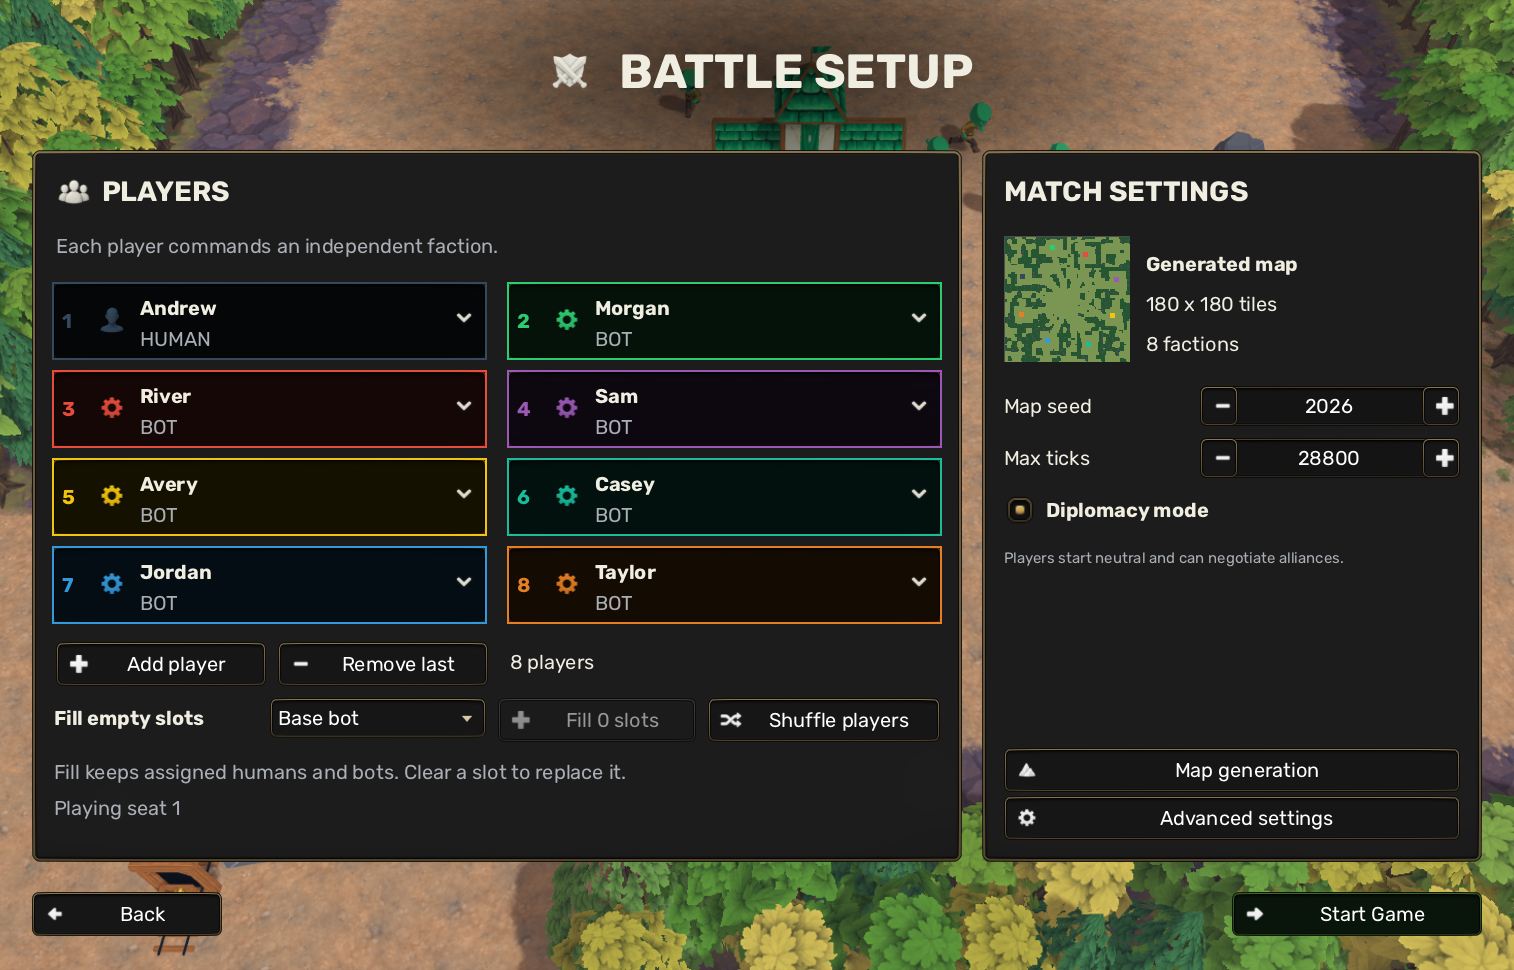 BATTLE SETUP
PLAYERS
Each player commands an independent faction.
1
Andrew
HUMAN
2
Morgan
BOT
3
River
BOT
4
Sam
BOT
5
Avery
BOT
6
Casey
BOT
7
Jordan
BOT
8
Taylor
BOT
Add player
Remove last
8 players
Fill empty slots
Base bot
Fill 0 slots
Shuffle players
Fill keeps assigned humans and bots. Clear a slot to replace it.
Playing seat 1
MATCH SETTINGS
Generated map
180 x 180 tiles
8 factions
Map seed
2026
Max ticks
28800
Diplomacy mode
Players start neutral and can negotiate alliances.
Map generation
Advanced settings
Back
Start Game